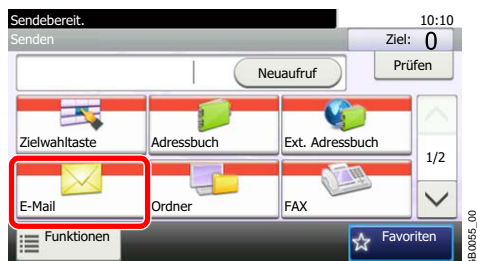 Sendebereit. 10:10
Senden Ziel: 0
Neuaufruf Prüfen
Zielwahltaste Adressbuch Ext. Adressbuch
1/2
E-Mail Ordner FAX
Funktionen Favoriten
GB0055_00